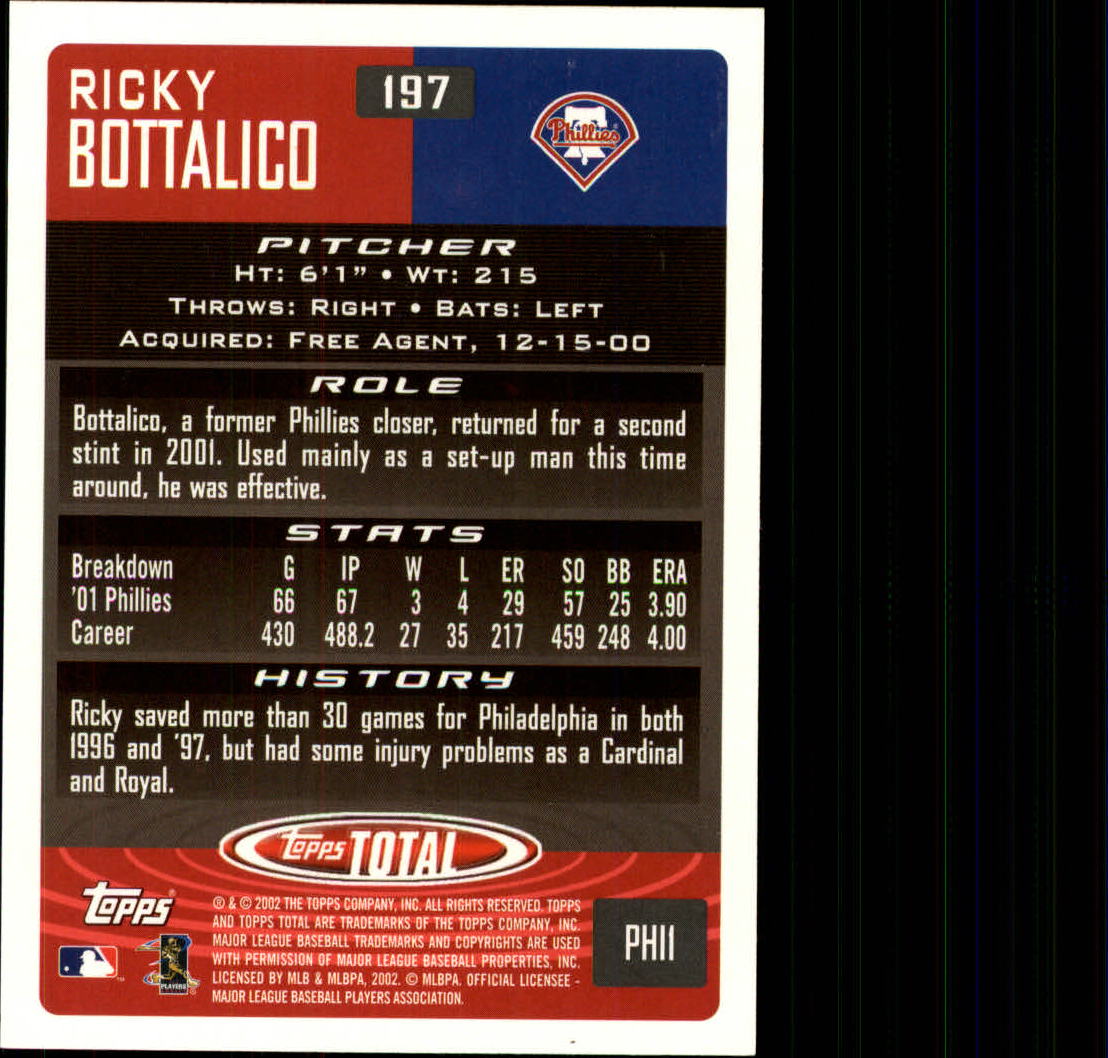 RICKY
BOTTALICO
197
Phillies
PITCHER
HT: 6'1" • WT: 215
THROWS: RIGHT • BATS: LEFT
ACQUIRED: FREE AGENT, 12-15-00
ROLE
Bottalico, a former Phillies closer, returned for a second
stint in 2001. Used mainly as a set-up man this time
around, he was effective.
STATS
Breakdown G IP W L ER SO BB ERA
'01 Phillies 66 67 3 4 29 57 25 3.90
Career 430 488.2 27 35 217 459 248 4.00
HISTORY
Ricky saved more than 30 games for Philadelphia in both
1996 and '97, but had some injury problems as a Cardinal
and Royal.
Topps TOTAL
Topps®
® & © 2002 THE TOPPS COMPANY, INC. ALL RIGHTS RESERVED. TOPPS
AND TOPPS TOTAL ARE TRADEMARKS OF THE TOPPS COMPANY, INC.
MAJOR LEAGUE BASEBALL TRADEMARKS AND COPYRIGHTS ARE USED
WITH PERMISSION OF MAJOR LEAGUE BASEBALL PROPERTIES, INC.
LICENSED BY MLB & MLBPA, 2002. © MLBPA. OFFICIAL LICENSEE -
MAJOR LEAGUE BASEBALL PLAYERS ASSOCIATION.
PLAYERS
PHI1